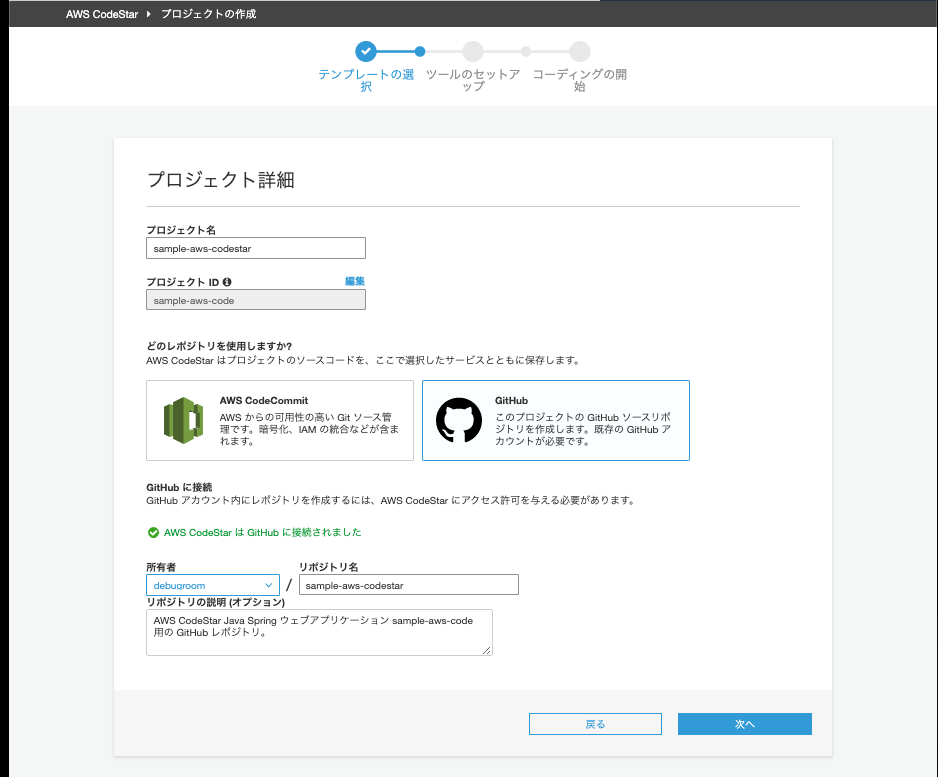 AWS CodeStar プロジェクトの作成
テンプレートの選
択
ツールのセットア
ップ
コーディングの開
始
プロジェクト詳細
プロジェクト名
sample-aws-codestar
プロジェクト ID 編集
sample-aws-code
どのレポジトリを使用しますか?
AWS CodeStar はプロジェクトのソースコードを、ここで選択したサービスとともに保存します。
AWS CodeCommit
AWS からの可用性の高い Git ソース管
理です。暗号化、IAM の統合などが含ま
れます。
GitHub
このプロジェクトの GitHub ソースリポ
ジトリを作成します。既存の GitHub ア
カウントが必要です。
GitHub に接続
GitHub アカウント内にレポジトリを作成するには、AWS CodeStar にアクセス許可を与える必要があります。
AWS CodeStar は GitHub に接続されました
所有者 リポジトリ名
debugroom / sample-aws-codestar
リポジトリの説明 (オプション)
AWS CodeStar Java Spring ウェブアプリケーション sample-aws-code
用の GitHub レポジトリ。
戻る 次へ